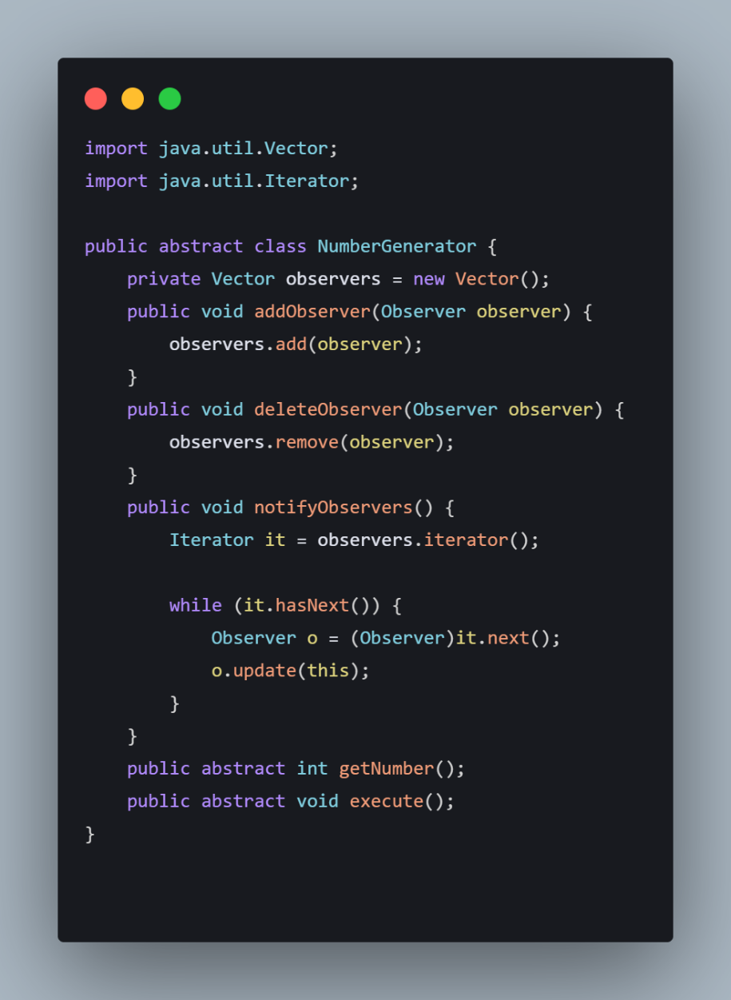 import java.util.Vector;
import java.util.Iterator;

public abstract class NumberGenerator {
    private Vector observers = new Vector();
    public void addObserver(Observer observer) {
        observers.add(observer);
    }
    public void deleteObserver(Observer observer) {
        observers.remove(observer);
    }
    public void notifyObservers() {
        Iterator it = observers.iterator();

        while (it.hasNext()) {
            Observer o = (Observer)it.next();
            o.update(this);
        }
    }
    public abstract int getNumber();
    public abstract void execute();
}